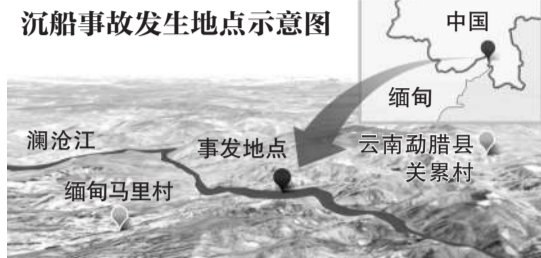 沉船事故发生地点示意图
中国
缅甸
澜沧江
事发地点
云南勐腊县
关累村
缅甸马里村